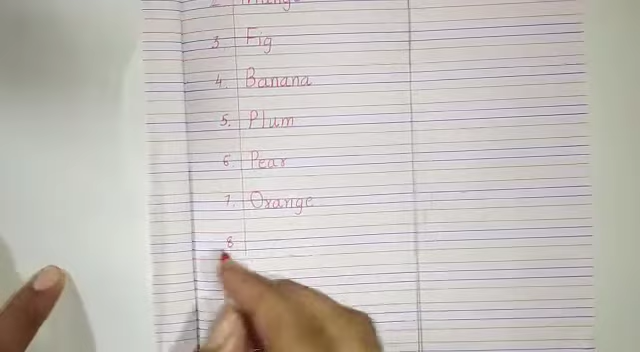 3. Fig
4. Banana
5. Plum
6. Pear
7. Orange
8